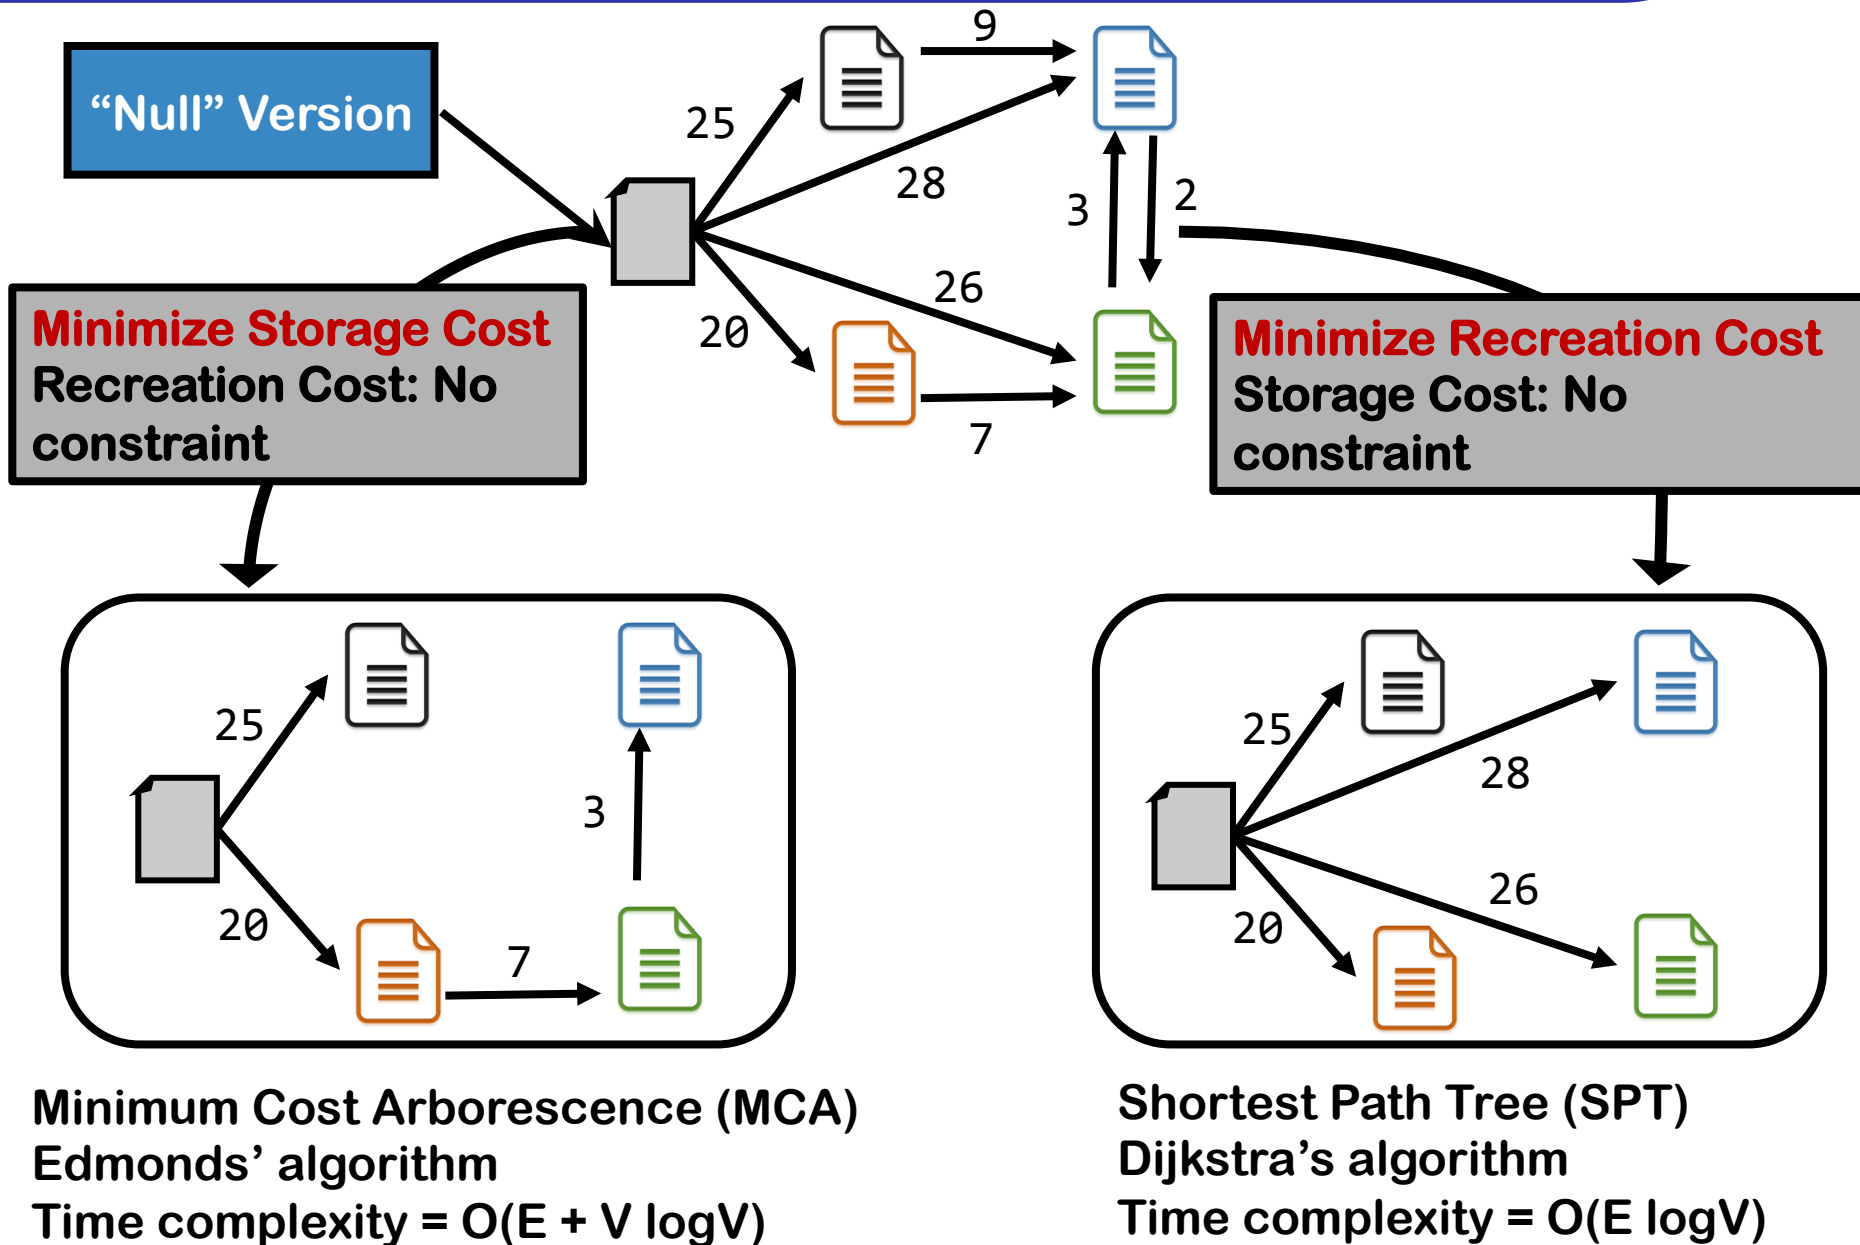 “Null” Version
9
25
28
3
2
26
20
7
Minimize Storage Cost
Recreation Cost: No
constraint
Minimize Recreation Cost
Storage Cost: No
constraint
25
3
20
7
25
28
26
20
Minimum Cost Arborescence (MCA)
Edmonds’ algorithm
Time complexity = O(E + V logV)
Shortest Path Tree (SPT)
Dijkstra’s algorithm
Time complexity = O(E logV)